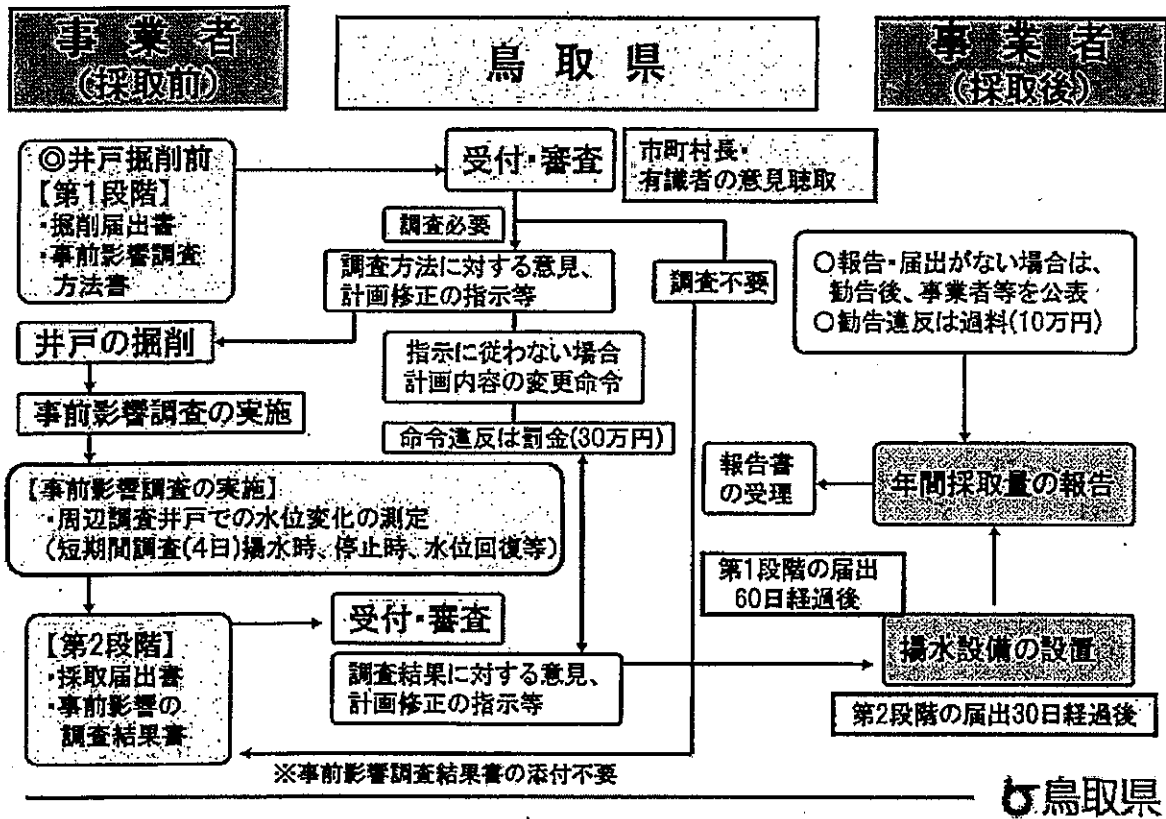 事業者
(採取前)
鳥取県
事業者
(採取後)
◎井戸掘削前
【第1段階】
・掘削届出書
・事前影響調査
方法書
受付・審査
市町村長・
有識者の意見聴取
調査必要
調査方法に対する意見、
計画修正の指示等
調査不要
○報告・届出がない場合は、
勧告後、事業者等を公表
○勧告違反は過料(10万円)
井戸の掘削
指示に従わない場合
計画内容の変更命令
事前影響調査の実施
命令違反は罰金(30万円)
報告書
の受理
年間採取量の報告
【事前影響調査の実施】
・周辺調査井戸での水位変化の測定
(短期間調査(4日)揚水時、停止時、水位回復等)
第1段階の届出
60日経過後
【第2段階】
・採取届出書
・事前影響の
調査結果書
受付・審査
調査結果に対する意見、
計画修正の指示等
揚水設備の設置
第2段階の届出30日経過後
※事前影響調査結果書の添付不要
鳥取県